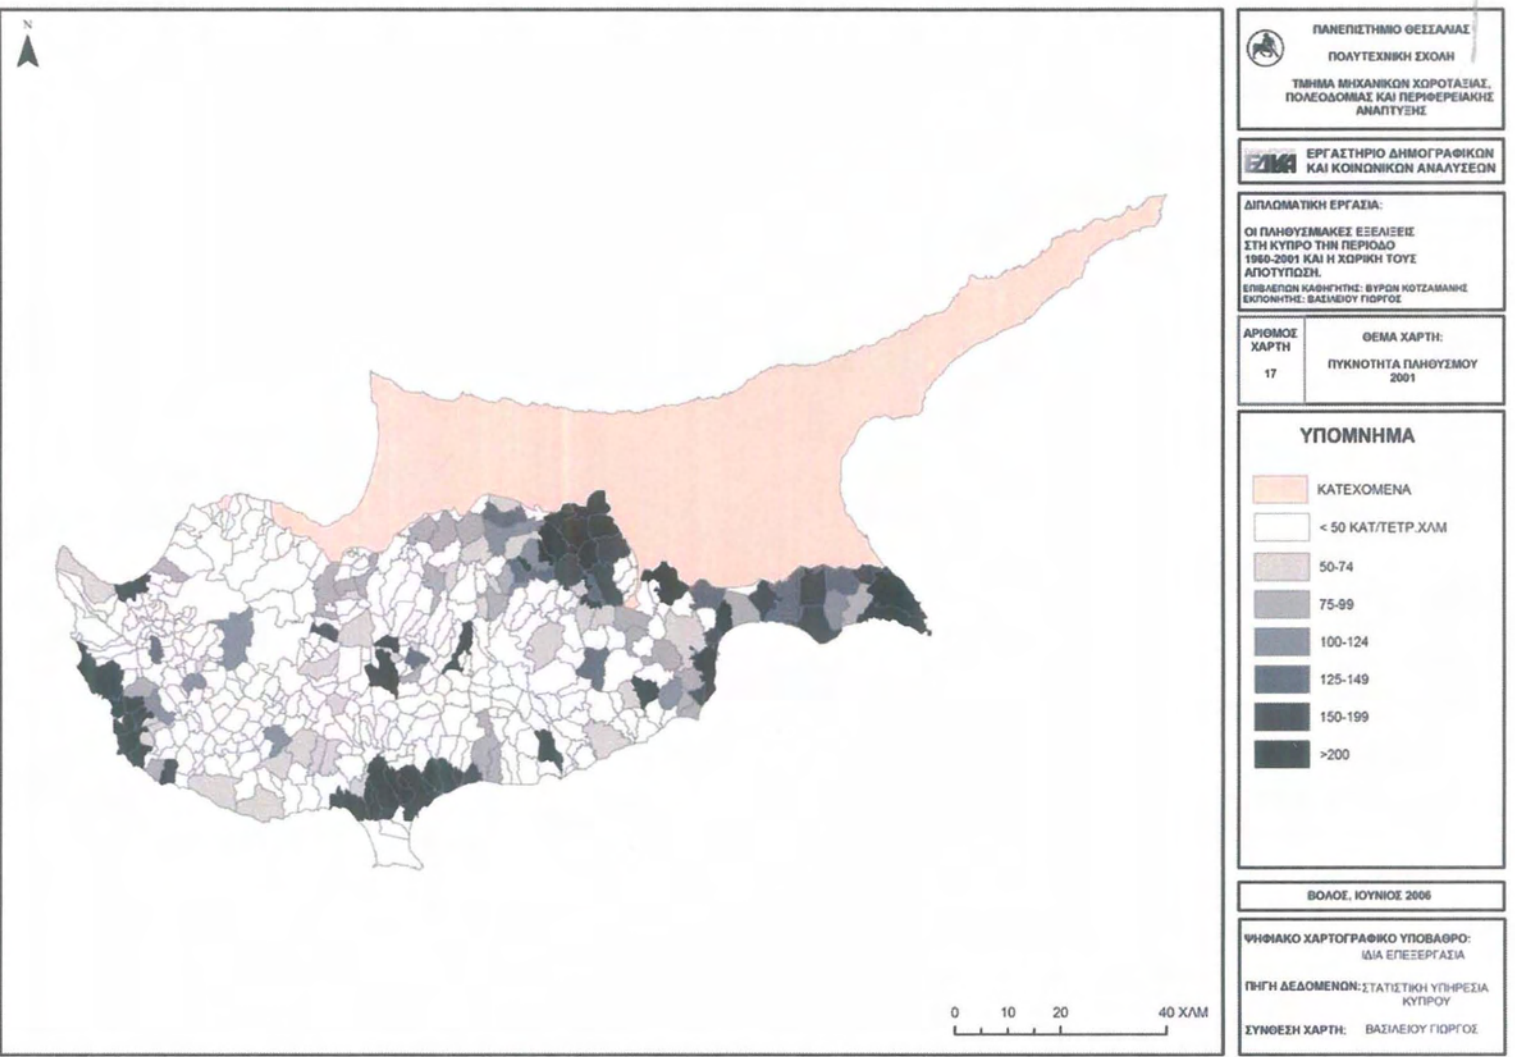 N
ΠΑΝΕΠΙΣΤΗΜΙΟ ΘΕΣΣΑΛΙΑΣ
ΠΟΛΥΤΕΧΝΙΚΗ ΣΧΟΛΗ
ΤΜΗΜΑ ΜΗΧΑΝΙΚΩΝ ΧΩΡΟΤΑΞΙΑΣ,
ΠΟΛΕΟΔΟΜΙΑΣ ΚΑΙ ΠΕΡΙΦΕΡΕΙΑΚΗΣ
ΑΝΑΠΤΥΞΗΣ
ΕΔΚΑ
ΕΡΓΑΣΤΗΡΙΟ ΔΗΜΟΓΡΑΦΙΚΩΝ
ΚΑΙ ΚΟΙΝΩΝΙΚΩΝ ΑΝΑΛΥΣΕΩΝ
ΔΙΠΛΩΜΑΤΙΚΗ ΕΡΓΑΣΙΑ:
ΟΙ ΠΛΗΘΥΣΜΙΑΚΕΣ ΕΞΕΛΙΞΕΙΣ
ΣΤΗ ΚΥΠΡΟ ΤΗΝ ΠΕΡΙΟΔΟ
1960-2001 ΚΑΙ Η ΧΩΡΙΚΗ ΤΟΥΣ
ΑΠΟΤΥΠΩΣΗ.
ΕΠΙΒΛΕΠΩΝ ΚΑΘΗΓΗΤΗΣ: ΒΥΡΩΝ ΚΟΤΖΑΜΑΝΗΣ
ΕΚΠΟΝΗΤΗΣ: ΒΑΣΙΛΕΙΟΥ ΓΙΩΡΓΟΣ
ΑΡΙΘΜΟΣ
ΧΑΡΤΗ
17
ΘΕΜΑ ΧΑΡΤΗ:
ΠΥΚΝΟΤΗΤΑ ΠΛΗΘΥΣΜΟΥ
2001
ΥΠΟΜΝΗΜΑ
ΚΑΤΕΧΟΜΕΝΑ
< 50 ΚΑΤ/ΤΕΤΡ.ΧΛΜ
50-74
75-99
100-124
125-149
150-199
>200
ΒΟΛΟΣ, ΙΟΥΝΙΟΣ 2006
ΨΗΦΙΑΚΟ ΧΑΡΤΟΓΡΑΦΙΚΟ ΥΠΟΒΑΘΡΟ:
ΙΔΙΑ ΕΠΕΞΕΡΓΑΣΙΑ
ΠΗΓΗ ΔΕΔΟΜΕΝΩΝ: ΣΤΑΤΙΣΤΙΚΗ ΥΠΗΡΕΣΙΑ
ΚΥΠΡΟΥ
ΣΥΝΘΕΣΗ ΧΑΡΤΗ: ΒΑΣΙΛΕΙΟΥ ΓΙΩΡΓΟΣ
0 10 20 40 ΧΛΜ